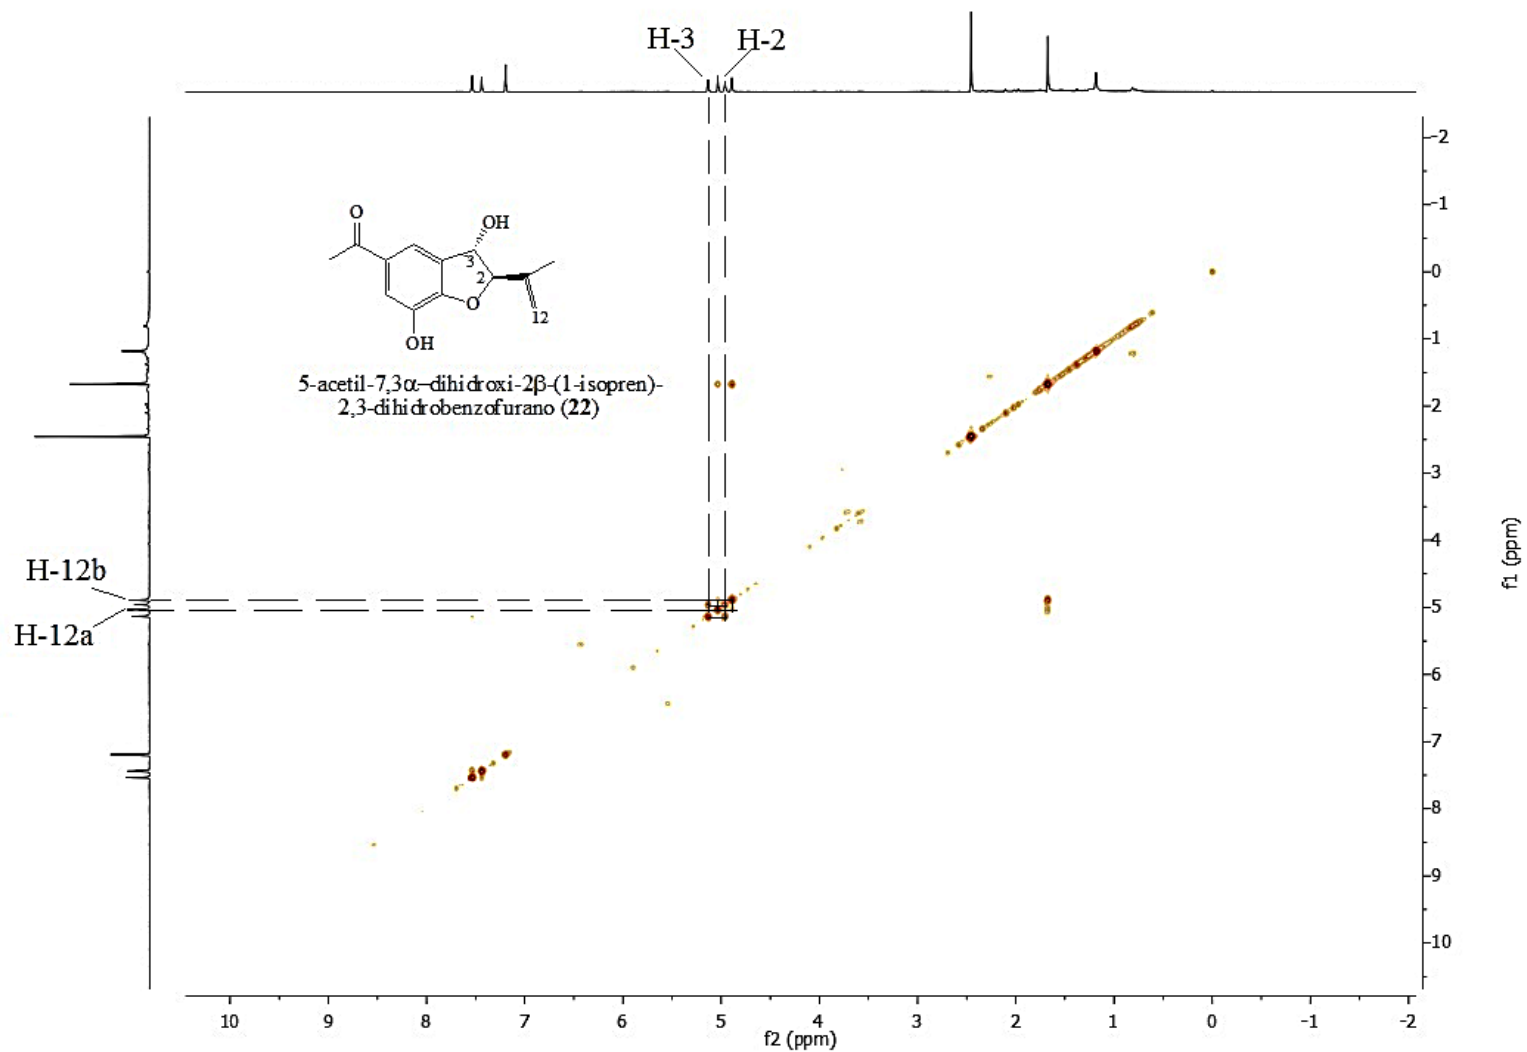 H-3 H-2
-2
-1
O
OH
0
3
2
O
12
OH
1
5-acetil-7,3α–dihidroxi-2β-(1-isopren)-
2,3-dihidrobenzofurano (22)
2
3
4
f1 (ppm)
H-12b
5
H-12a
6
7
8
9
10
10 9 8 7 6 5 4 3 2 1 0 -1 -2
f2 (ppm)